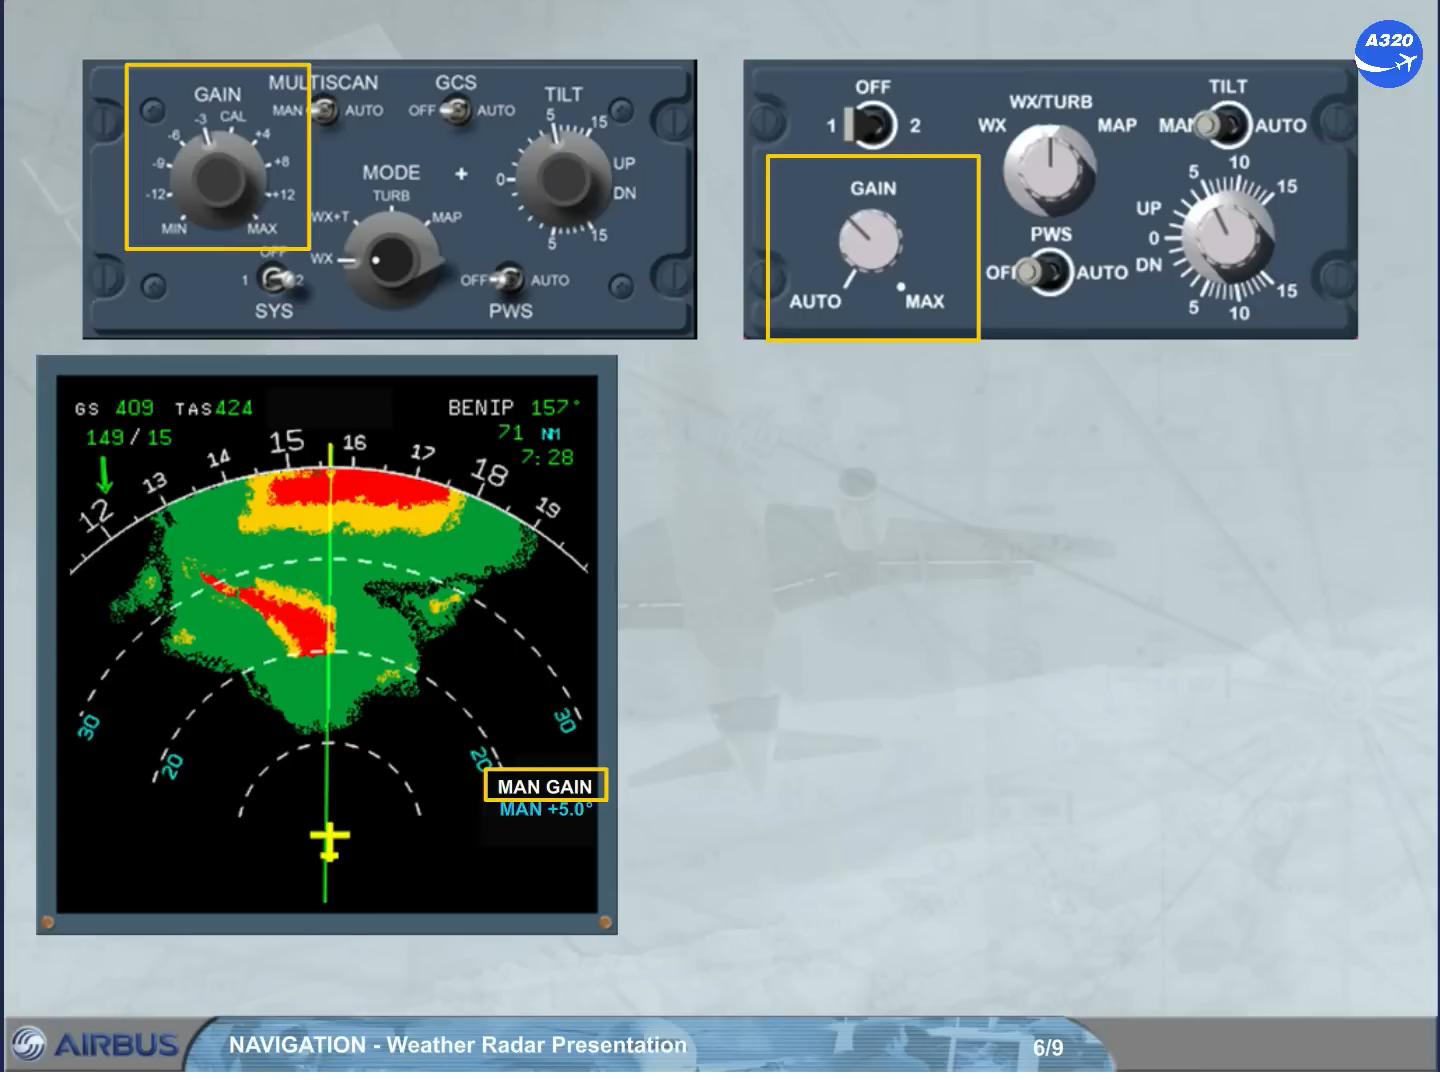 A320
GAIN
MULTISCAN
MAN AUTO
GCS
OFF AUTO
TILT
-3 CAL
-6 +4
-9 +8
-12 +12
MIN MAX
MODE
TURB
WX+T MAP
WX
+
5 15
0
UP
DN
5 15
OFF
1 2
SYS
OFF AUTO
PWS
OFF
1 2
WX/TURB
WX MAP
TILT
MAN AUTO
GAIN
AUTO MAX
PWS
OFF AUTO
10
5 15
UP
0
DN
5 15
10
GS 409 TAS424
149/15
BENIP 157°
71 NM
7:28
12 13 14 15 16 17 18 19
30 30
20 20
MAN GAIN
MAN +5.0°
AIRBUS
NAVIGATION - Weather Radar Presentation
6/9